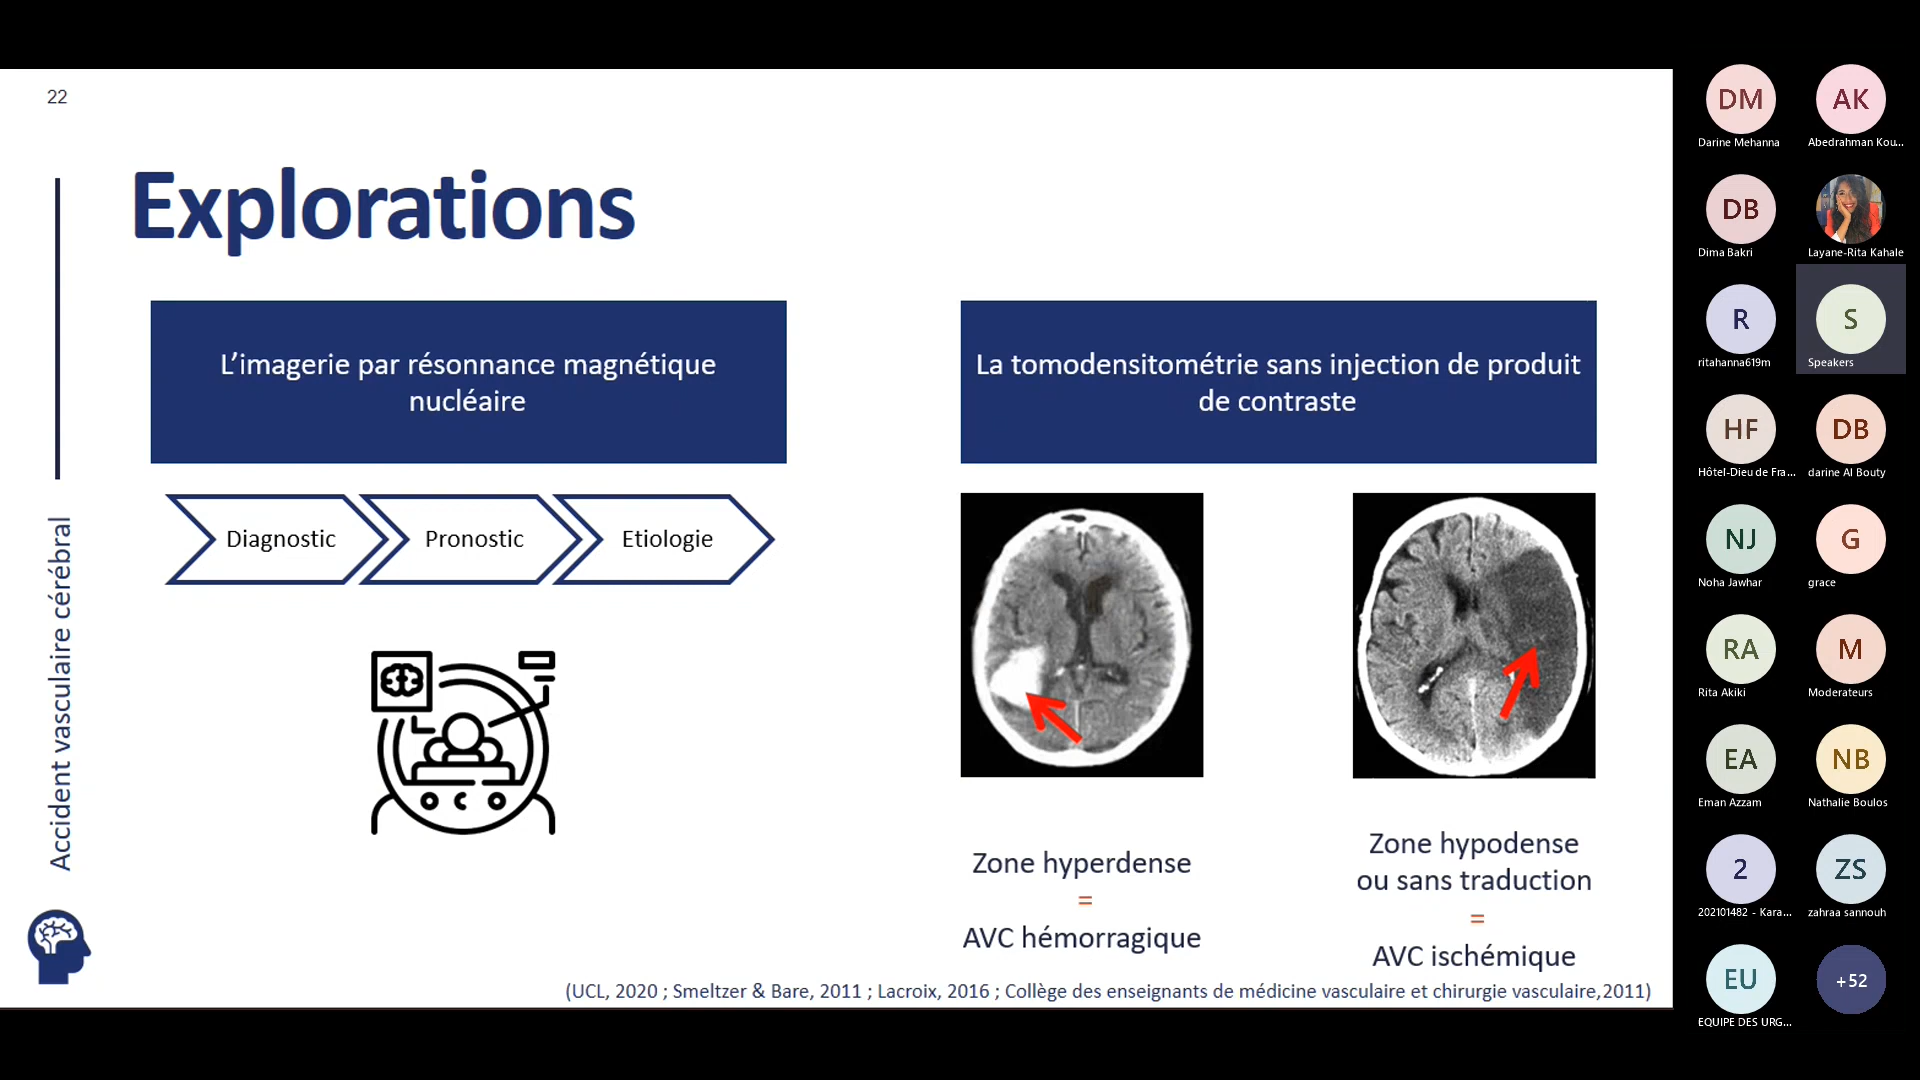 22
Explorations
L’imagerie par résonnance magnétique
nucléaire
La tomodensitométrie sans injection de produit
de contraste
Diagnostic
Pronostic
Etiologie
Accident vasculaire cérébral
Zone hyperdense
=
AVC hémorragique
Zone hypodense
ou sans traduction
=
AVC ischémique
(UCL, 2020 ; Smeltzer & Bare, 2011 ; Lacroix, 2016 ; Collège des enseignants de médicine vasculaire et chirurgie vasculaire,2011)
DM
Darine Mehanna
AK
Abedrahman Kou...
DB
Dima Bakri
Layane-Rita Kahale
R
ritahanna619m
S
Speakers
HF
Hôtel-Dieu de Fra...
DB
darine Al Bouty
NJ
Noha Jawhar
G
grace
RA
Rita Akiki
M
Moderateurs
EA
Eman Azzam
NB
Nathalie Boulos
2
202101482 - Kara...
ZS
zahraa sannouh
EU
EQUIPE DES URG...
+52